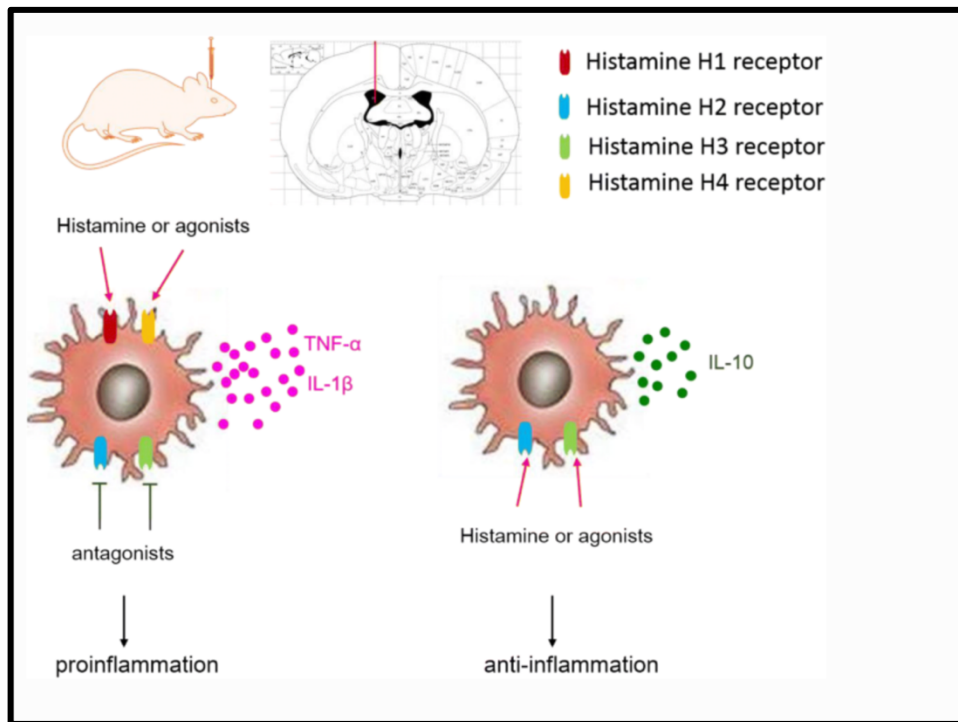 Histamine H1 receptor
Histamine H2 receptor
Histamine H3 receptor
Histamine H4 receptor
Histamine or agonists
TNF-α
IL-1β
IL-10
antagonists
Histamine or agonists
proinflammation
anti-inflammation